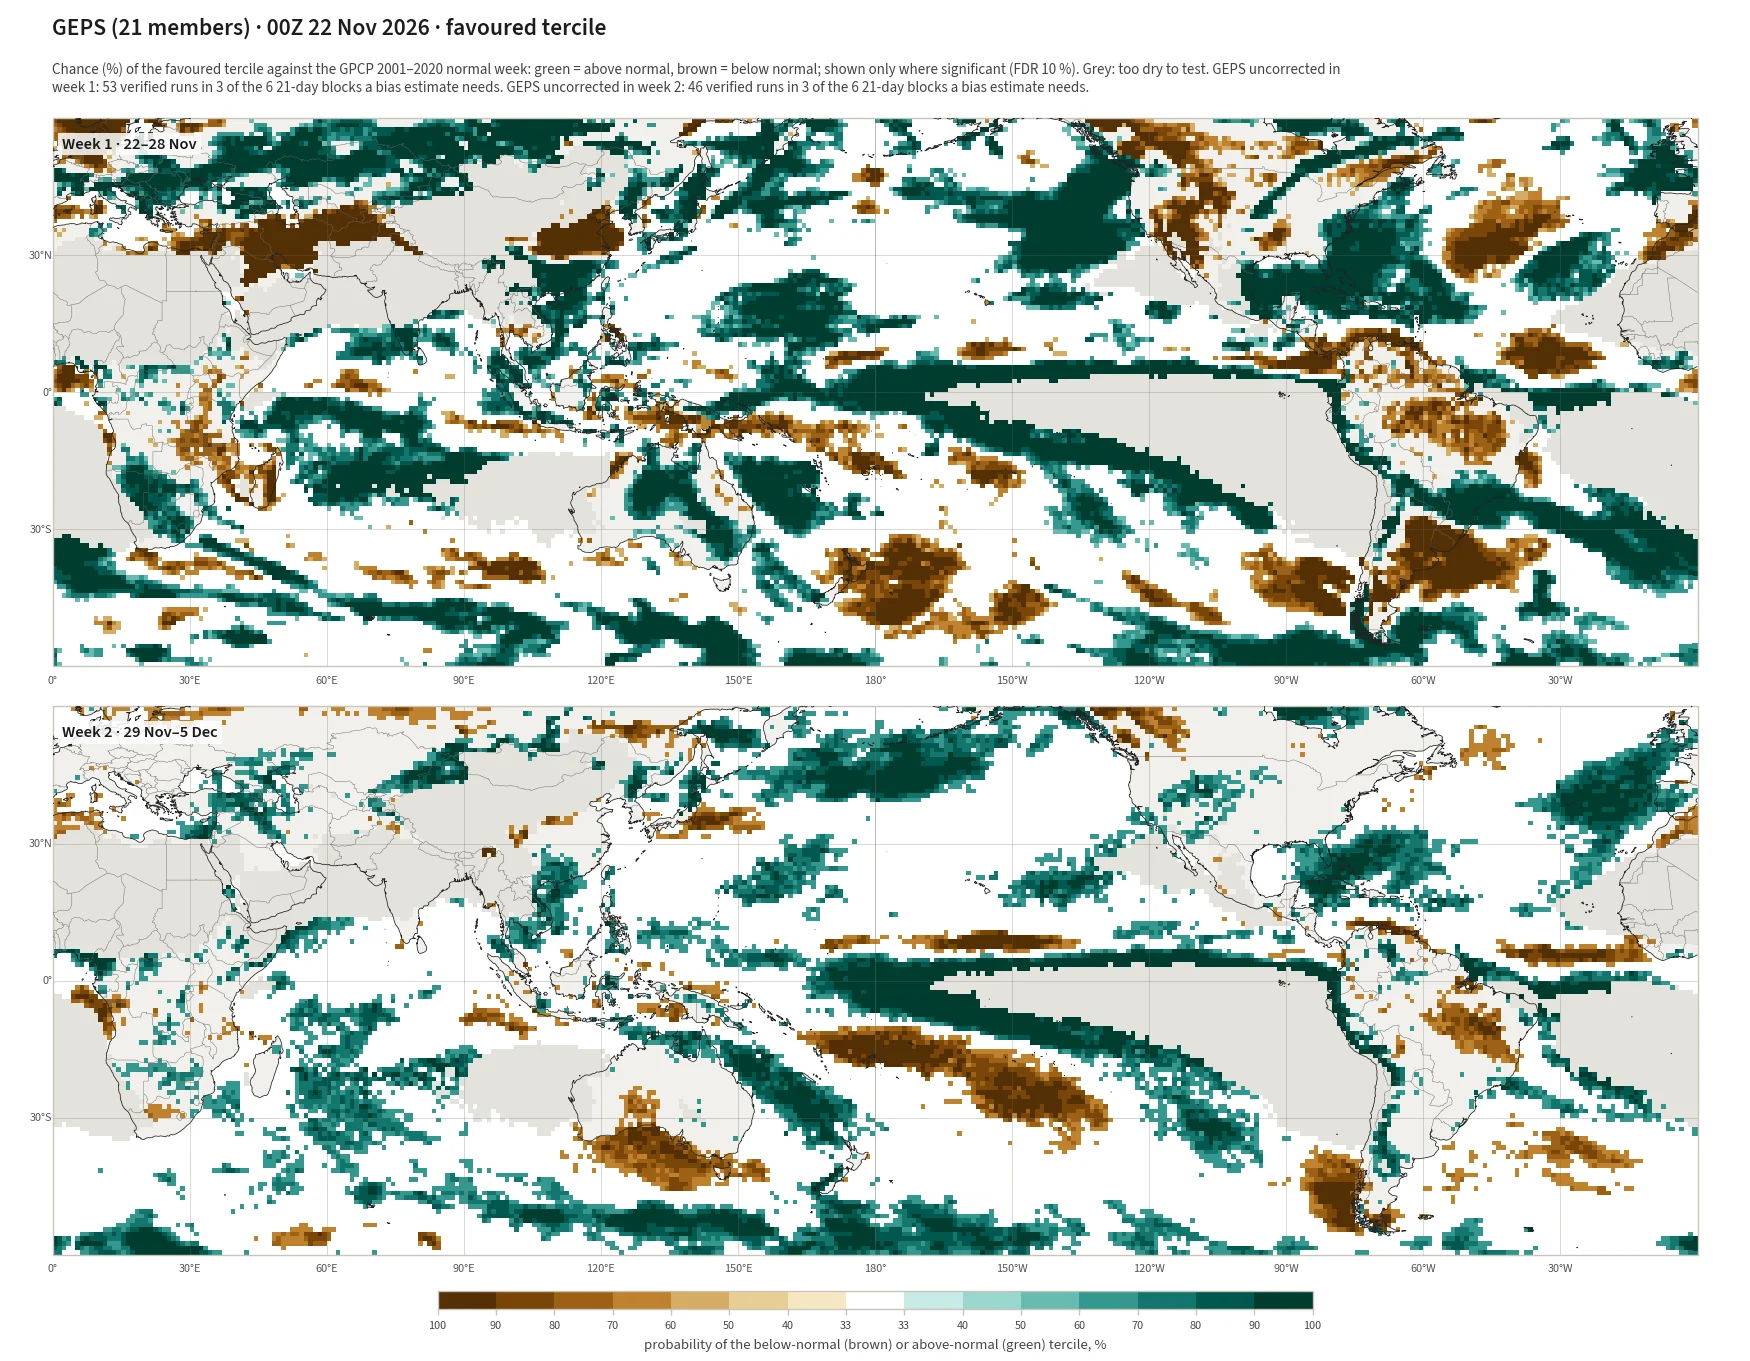 GEPS (21 members) · 00Z 22 Nov 2026 · favoured tercile
Chance (%) of the favoured tercile against the GPCP 2001–2020 normal week: green = above normal, brown = below normal; shown only where significant (FDR 10 %). Grey: too dry to test. GEPS uncorrected in
week 1: 53 verified runs in 3 of the 6 21-day blocks a bias estimate needs. GEPS uncorrected in week 2: 46 verified runs in 3 of the 6 21-day blocks a bias estimate needs.
Week 1 · 22–28 Nov
30°N
0°
30°S
0° 30°E 60°E 90°E 120°E 150°E 180° 150°W 120°W 90°W 60°W 30°W
Week 2 · 29 Nov–5 Dec
30°N
0°
30°S
0° 30°E 60°E 90°E 120°E 150°E 180° 150°W 120°W 90°W 60°W 30°W
100 90 80 70 60 50 40 33 33 40 50 60 70 80 90 100
probability of the below-normal (brown) or above-normal (green) tercile, %